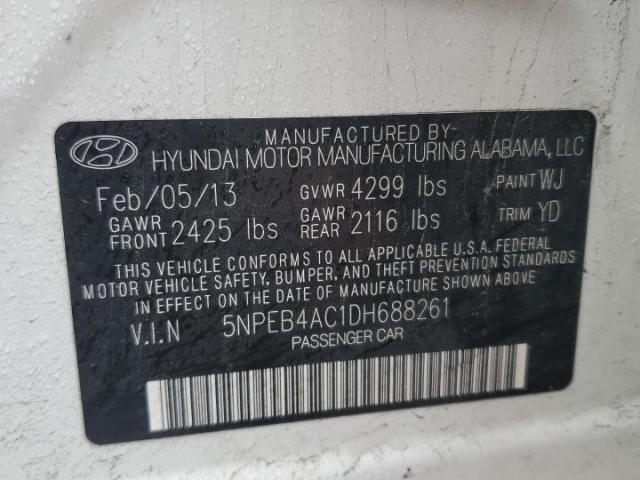 MANUFACTURED BY
HYUNDAI MOTOR MANUFACTURING ALABAMA, LLC
Feb/05/13 GVWR 4299 lbs PAINT WJ
GAWR FRONT 2425 lbs GAWR REAR 2116 lbs TRIM YD
THIS VEHICLE CONFORMS TO ALL APPLICABLE U.S.A. FEDERAL
MOTOR VEHICLE SAFETY, BUMPER, AND THEFT PREVENTION STANDARDS
IN EFFECT ON THE DATE OF MANUFACTURE SHOWN ABOVE
V.I.N 5NPEB4AC1DH688261
PASSENGER CAR